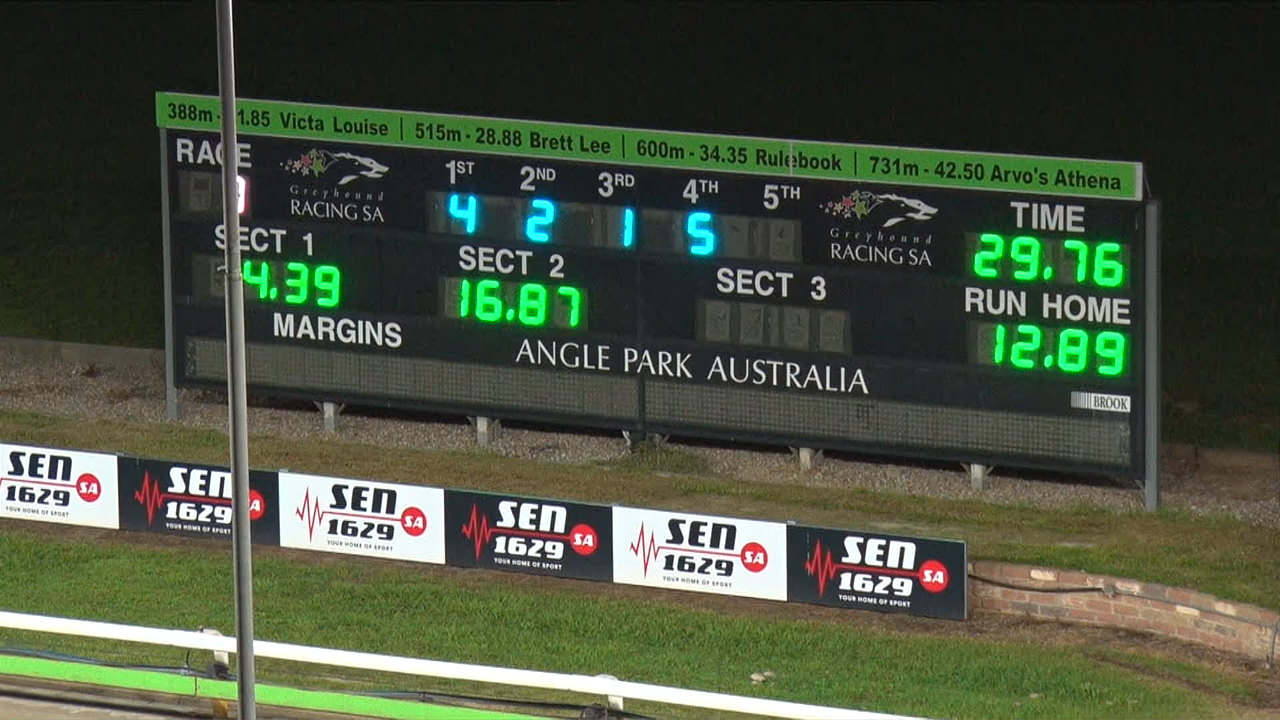 388m - 1.85 Victa Louise | 515m - 28.88 Brett Lee | 600m - 34.35 Rulebook | 731m - 42.50 Arvo's Athena
RACE
Greyhound
RACING SA
1ST 2ND 3RD 4TH 5TH
4 2 1 5
Greyhound
RACING SA
TIME
29.76
SECT 1
4.39
SECT 2
16.87
SECT 3
RUN HOME
12.89
MARGINS
ANGLE PARK AUSTRALIA
BROOK
SEN
1629 SA
YOUR HOME OF SPORT
SEN
1629
YOUR HOME OF SPORT
SEN
1629 SA
YOUR HOME OF SPORT
SEN
1629 SA
YOUR HOME OF SPORT
SEN
1629 SA
YOUR HOME OF SPORT
SEN
1629 SA
YOUR HOME OF SPORT